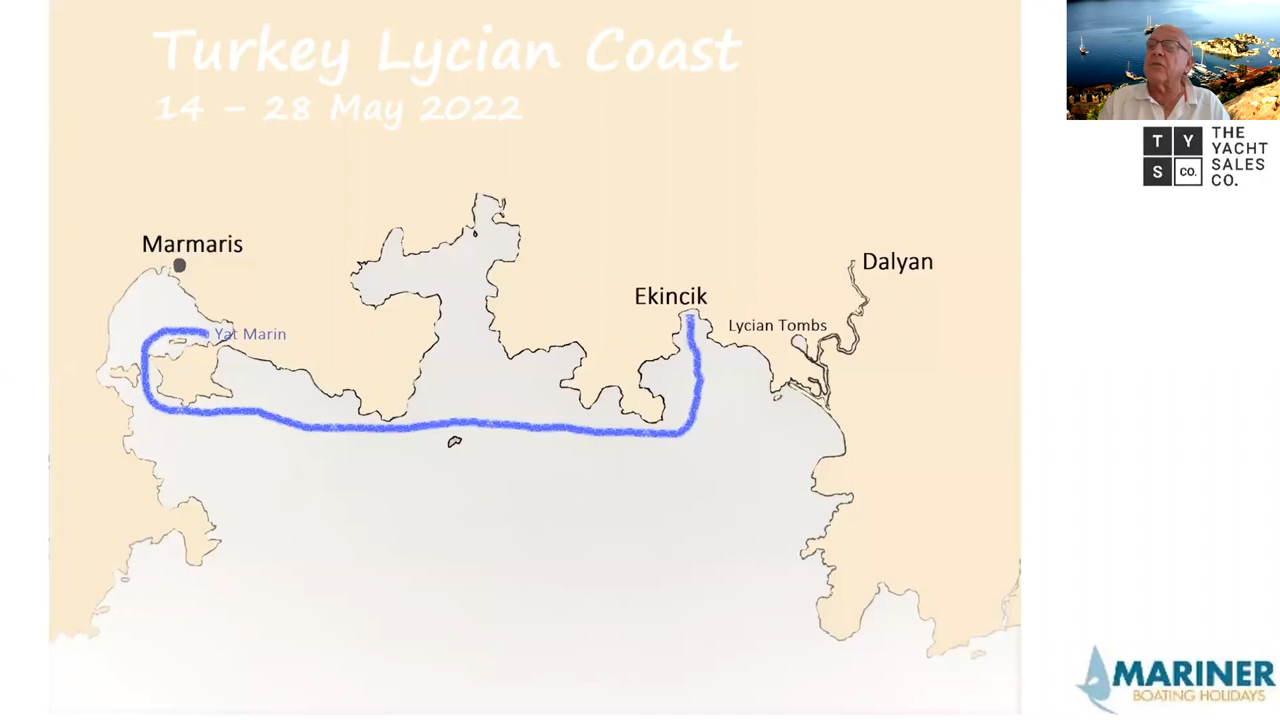 Turkey Lycian Coast
14 – 28 May 2022
Marmaris
Yat Marin
Ekincik
Lycian Tombs
Dalyan
T Y
S CO.
THE
YACHT
SALES
CO.
MARINER
BOATING HOLIDAYS